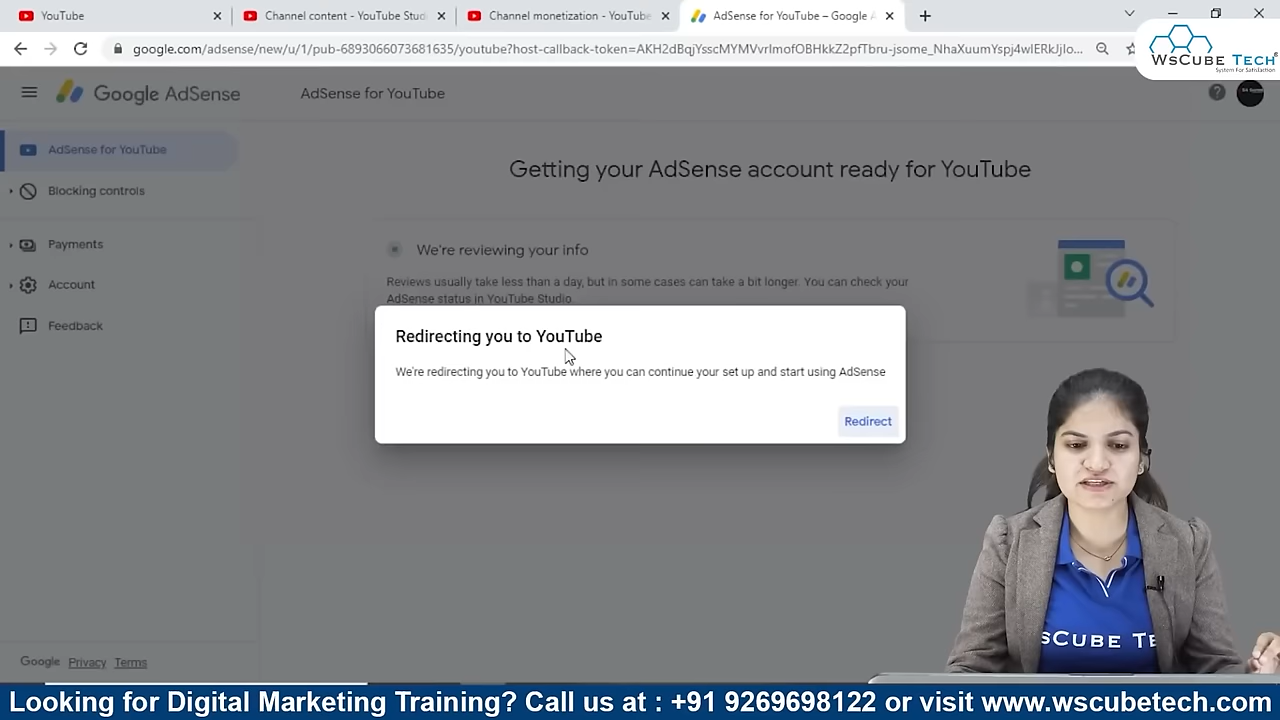 YouTube
Channel content - YouTube Stud
Channel monetization - YouTube
AdSense for YouTube – Google A
google.com/adsense/new/u/1/pub-6893066073681635/youtube?host-callback-token=
WsCube Tech
System For Satisfaction
Google AdSense
AdSense for YouTube
AdSense for YouTube
Blocking controls
Payments
Account
Feedback
Getting your AdSense account ready for YouTube
We're reviewing your info
Reviews usually take less than a day, but in some cases can take a bit longer. You can check your
AdSense status in YouTube Studio.
Redirecting you to YouTube
We're redirecting you to YouTube where you can continue your set up and start using AdSense
Redirect
SCUBE TE
Google Privacy Terms
Looking for Digital Marketing Training? Call us at : +91 9269698122 or visit www.wscubetech.com